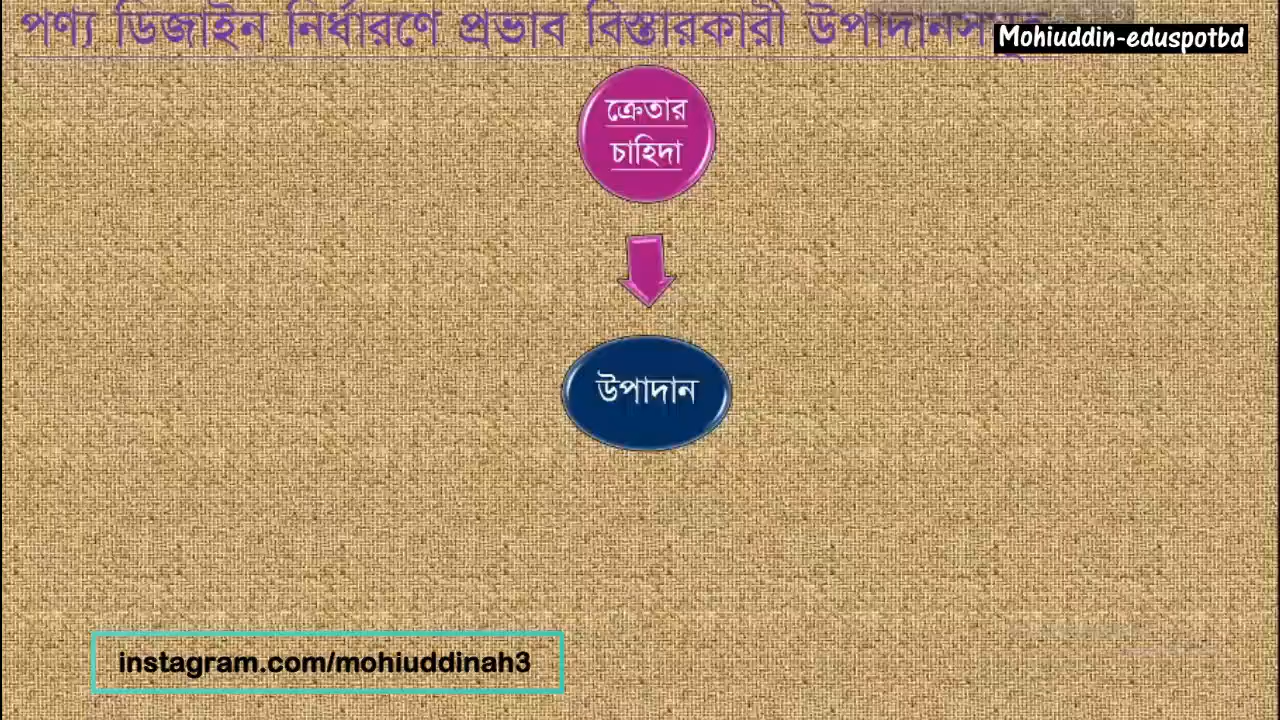 পণ্য ডিজাইন নির্ধারণে প্রভাব বিস্তারকারী উপাদানসমূহ
Mohiuddin-eduspotbd
ক্রেতার
চাহিদা
উপাদান
instagram.com/mohiuddinah3